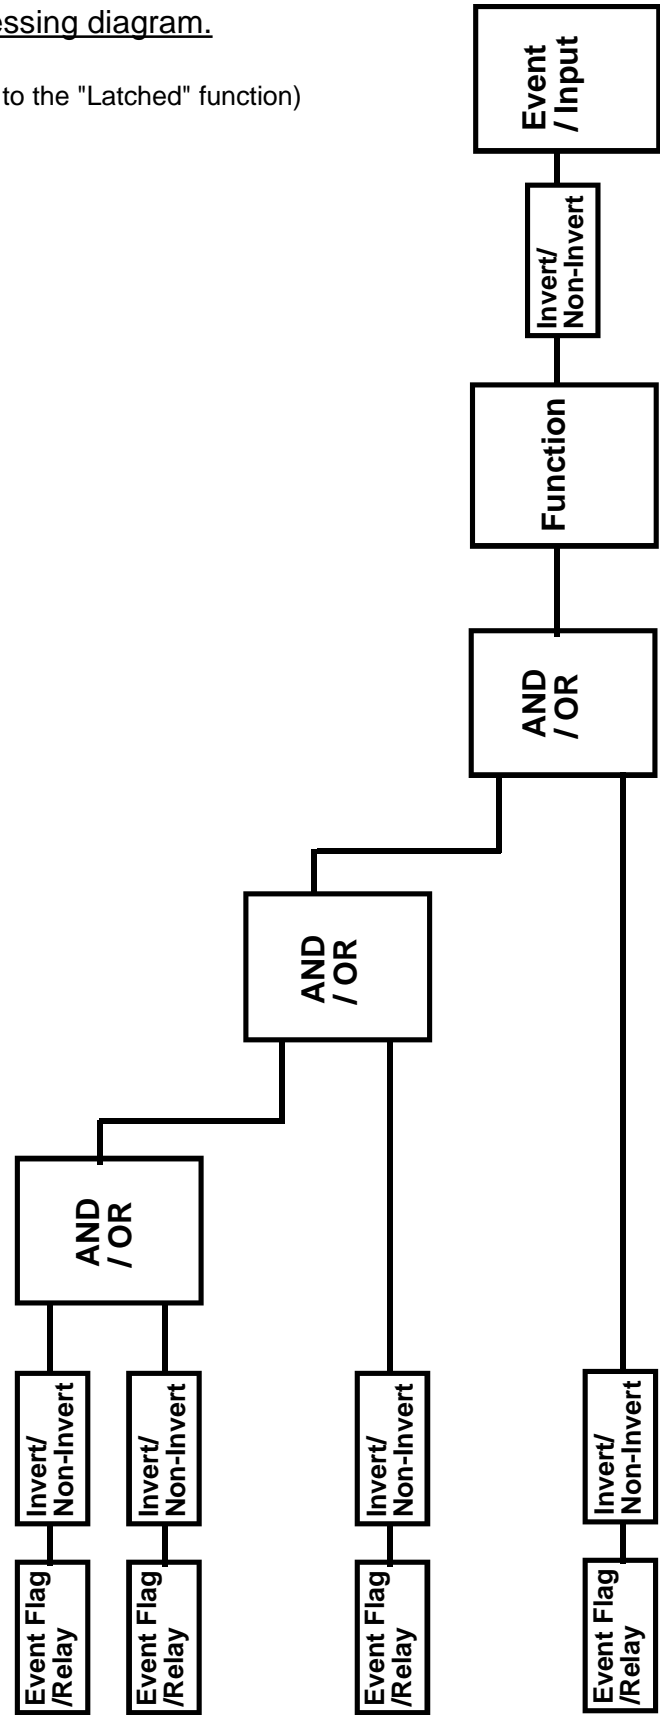 essing diagram.
to the "Latched" function)
Event
/ Input
Invert/
Non-Invert
Function
AND
/ OR
AND
/ OR
AND
/ OR
Invert/
Non-Invert
Invert/
Non-Invert
Invert/
Non-Invert
Invert/
Non-Invert
Event Flag
/Relay
Event Flag
/Relay
Event Flag
/Relay
Event Flag
/Relay